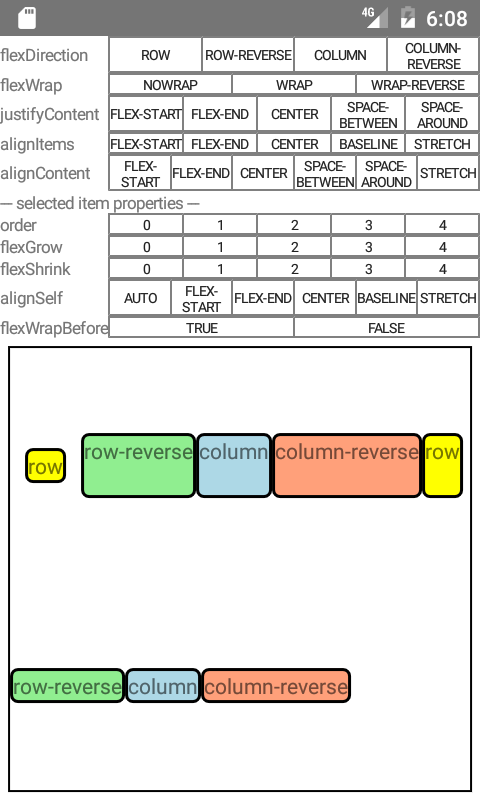 4G 6:08
flexDirection ROW ROW-REVERSE COLUMN COLUMN-REVERSE
flexWrap NOWRAP WRAP WRAP-REVERSE
justifyContent FLEX-START FLEX-END CENTER SPACE-BETWEEN SPACE-AROUND
alignItems FLEX-START FLEX-END CENTER BASELINE STRETCH
alignContent FLEX-START FLEX-END CENTER SPACE-BETWEEN SPACE-AROUND STRETCH
--- selected item properties ---
order 0 1 2 3 4
flexGrow 0 1 2 3 4
flexShrink 0 1 2 3 4
alignSelf AUTO FLEX-START FLEX-END CENTER BASELINE STRETCH
flexWrapBefore TRUE FALSE
row row-reverse column column-reverse row
row-reverse column column-reverse